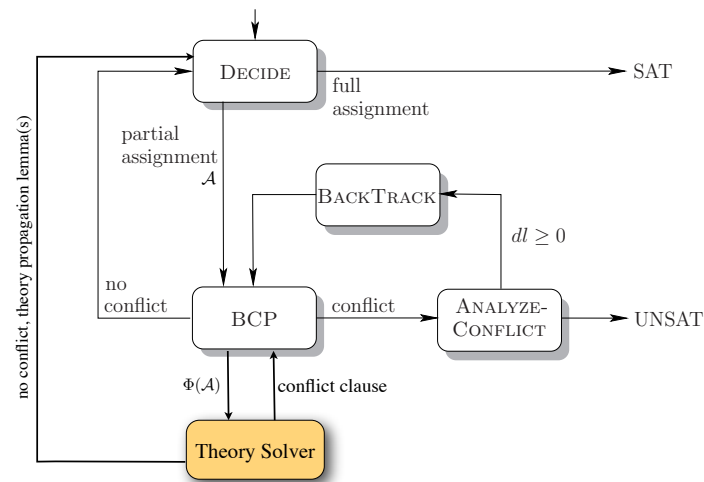 DECIDE
SAT
full
assignment
partial
assignment
𝒜
BACKTRACK
dl ≥ 0
no
conflict
BCP
conflict
ANALYZE-
CONFLICT
UNSAT
Φ(𝒜)
conflict clause
Theory Solver
no conflict, theory propagation lemma(s)